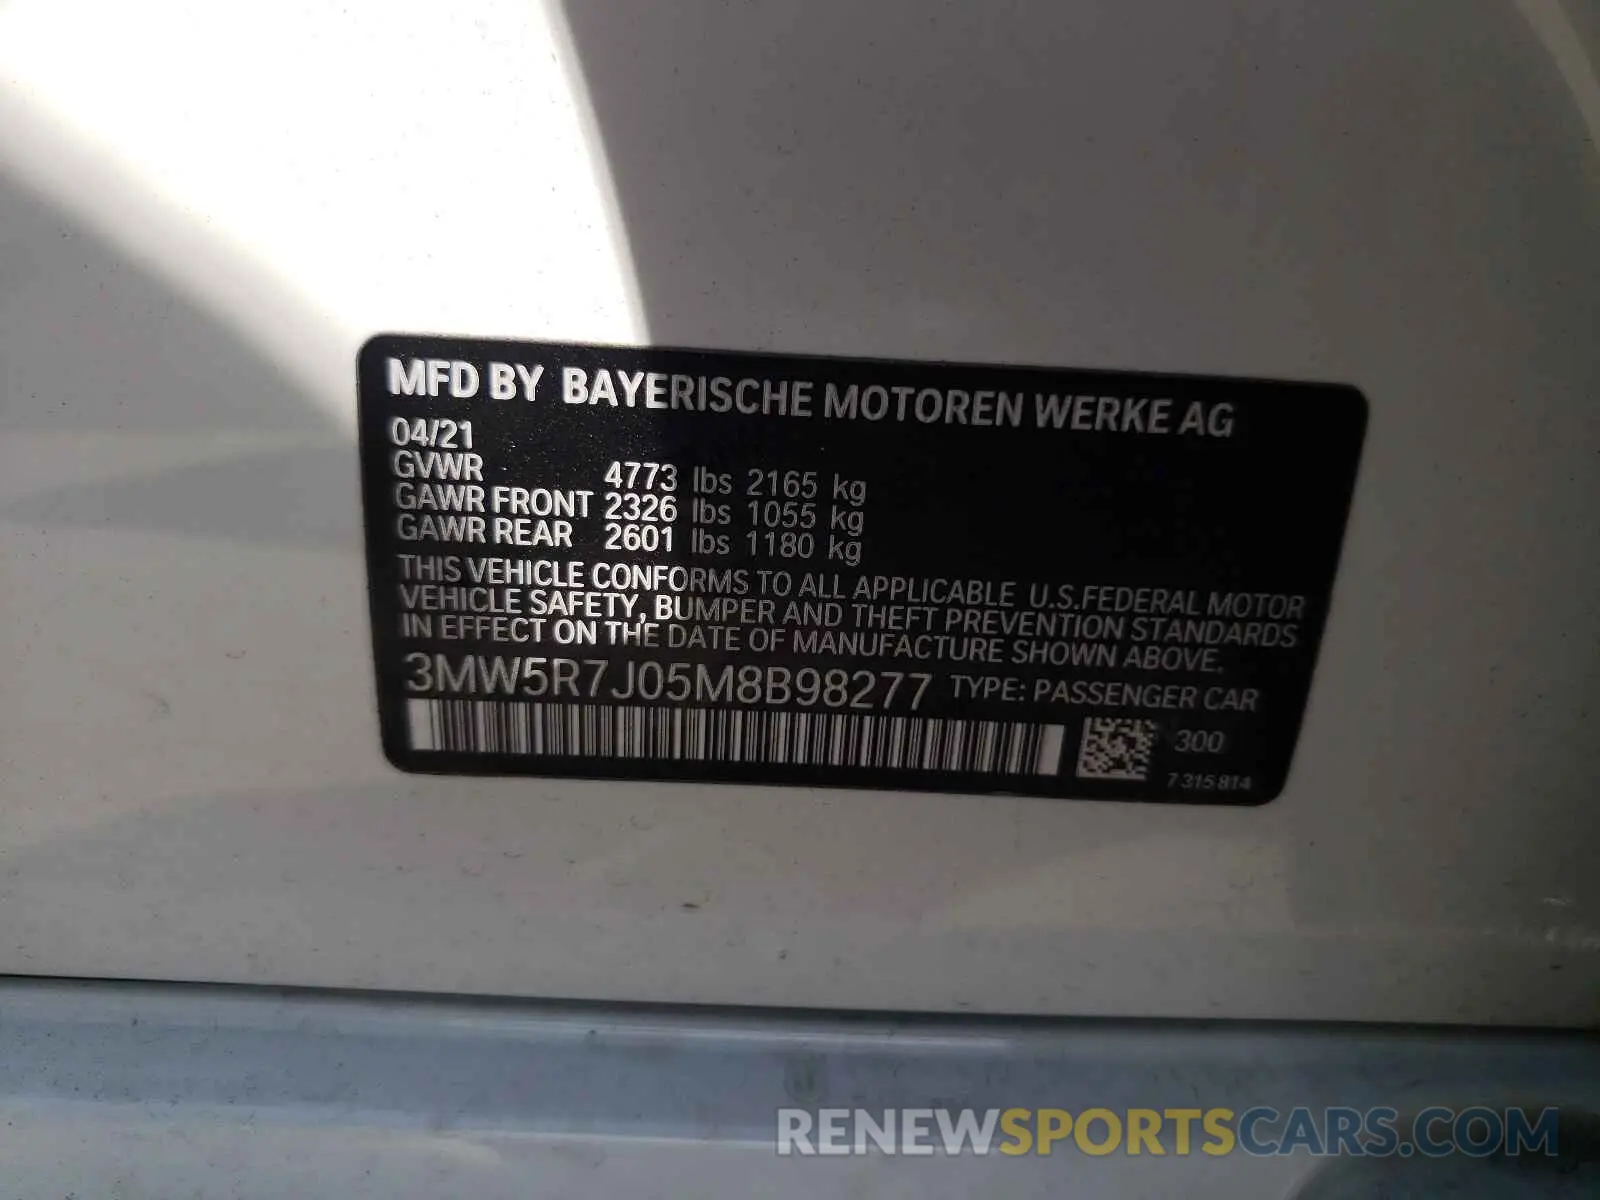 MFD BY BAYERISCHE MOTOREN WERKE AG
04/21
GVWR 4773 lbs 2165 kg
GAWR FRONT 2326 lbs 1055 kg
GAWR REAR 2601 lbs 1180 kg
THIS VEHICLE CONFORMS TO ALL APPLICABLE U.S.FEDERAL MOTOR
VEHICLE SAFETY, BUMPER AND THEFT PREVENTION STANDARDS
IN EFFECT ON THE DATE OF MANUFACTURE SHOWN ABOVE.
3MW5R7J05M8B98277 TYPE: PASSENGER CAR
300
7 315 814
RENEWSPORTSCARS.COM